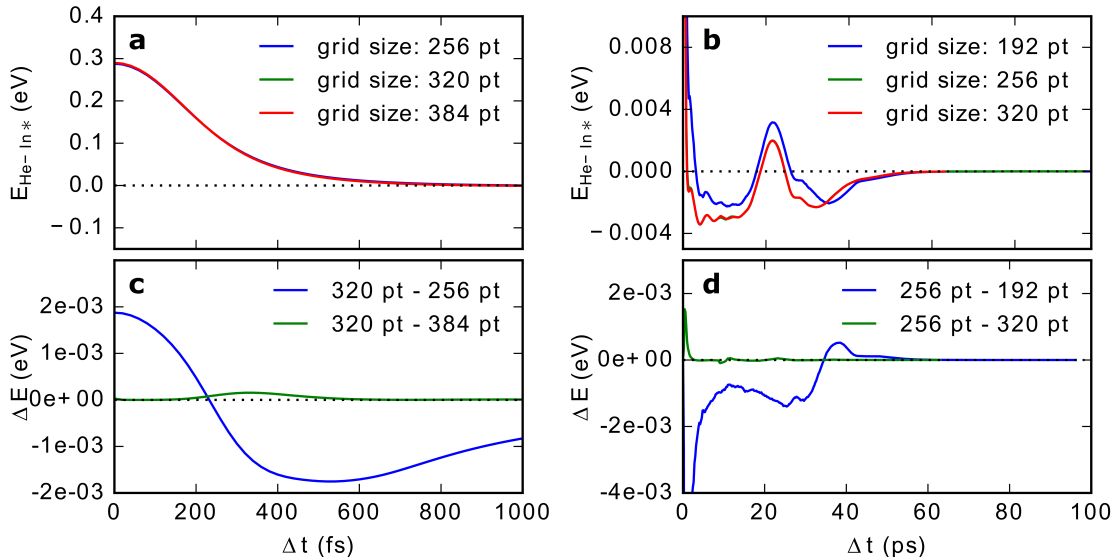 a
grid size: 256 pt
grid size: 320 pt
grid size: 384 pt
E_He−In* (eV)
0.4
0.3
0.2
0.1
0.0
−0.1
b
grid size: 192 pt
grid size: 256 pt
grid size: 320 pt
E_He−In* (eV)
0.008
0.004
0.000
−0.004
c
320 pt - 256 pt
320 pt - 384 pt
ΔE (eV)
2e-03
1e-03
0e+00
-1e-03
-2e-03
0 200 400 600 800 1000
Δt (fs)
d
256 pt - 192 pt
256 pt - 320 pt
ΔE (eV)
2e-03
0e+00
-2e-03
-4e-03
0 20 40 60 80 100
Δt (ps)